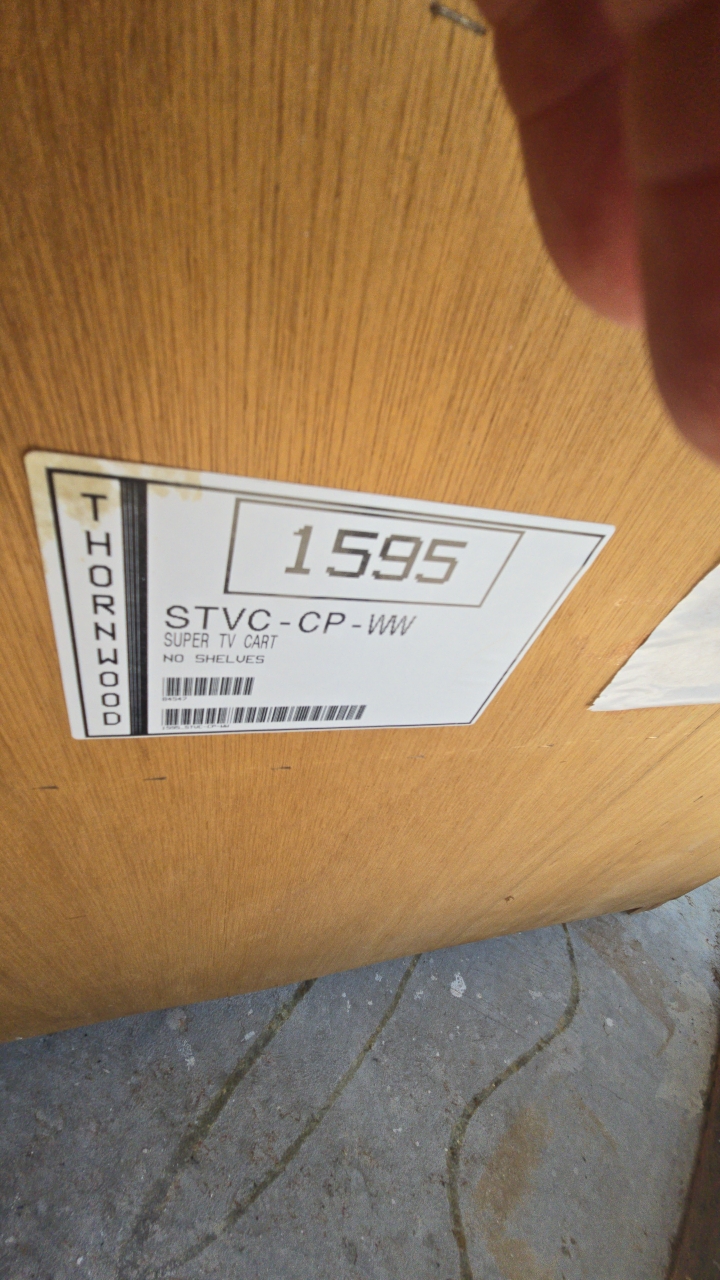 THORNWOOD
1595
STVC-CP-WW
SUPER TV CART
NO SHELVES